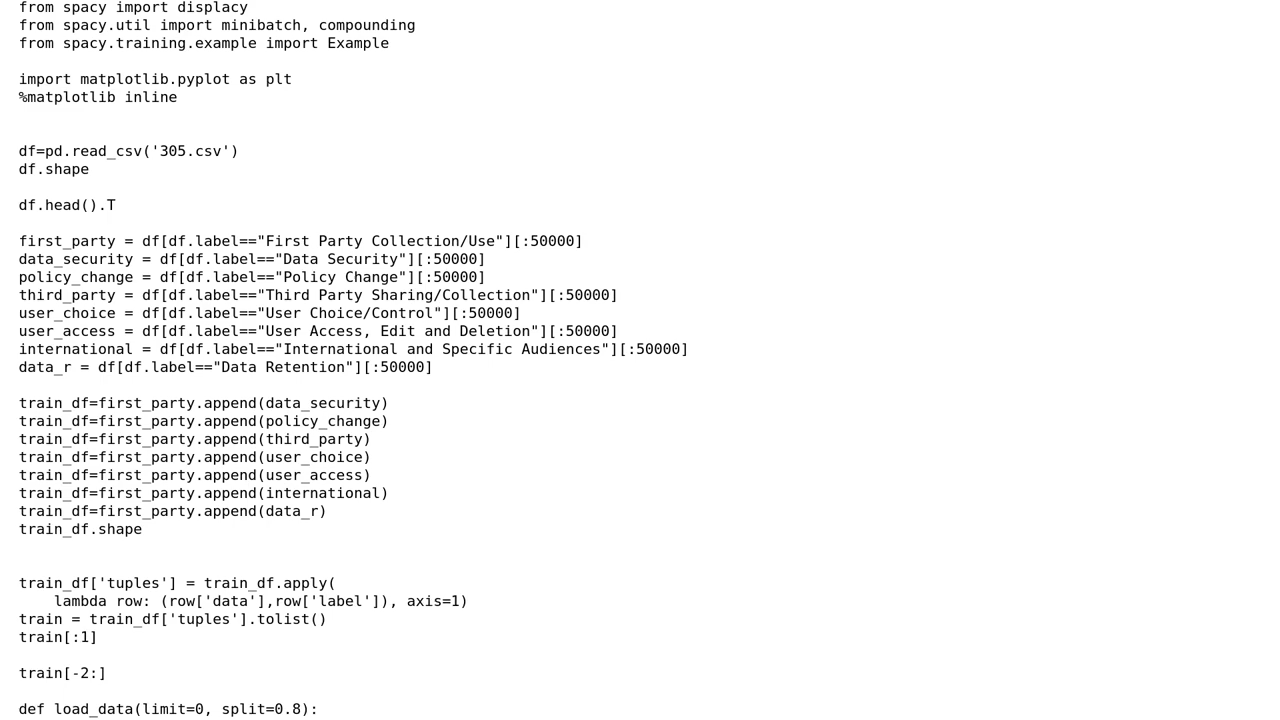 from spacy import displacy
from spacy.util import minibatch, compounding
from spacy.training.example import Example
import matplotlib.pyplot as plt
%matplotlib inline
df=pd.read_csv('305.csv')
df.shape
df.head().T
first_party = df[df.label=="First Party Collection/Use"][:50000]
data_security = df[df.label=="Data Security"][:50000]
policy_change = df[df.label=="Policy Change"][:50000]
third_party = df[df.label=="Third Party Sharing/Collection"][:50000]
user_choice = df[df.label=="User Choice/Control"][:50000]
user_access = df[df.label=="User Access, Edit and Deletion"][:50000]
international = df[df.label=="International and Specific Audiences"][:50000]
data_r = df[df.label=="Data Retention"][:50000]
train_df=first_party.append(data_security)
train_df=first_party.append(policy_change)
train_df=first_party.append(third_party)
train_df=first_party.append(user_choice)
train_df=first_party.append(user_access)
train_df=first_party.append(international)
train_df=first_party.append(data_r)
train_df.shape
train_df['tuples'] = train_df.apply(
    lambda row: (row['data'],row['label']), axis=1)
train = train_df['tuples'].tolist()
train[:1]
train[-2:]
def load_data(limit=0, split=0.8):